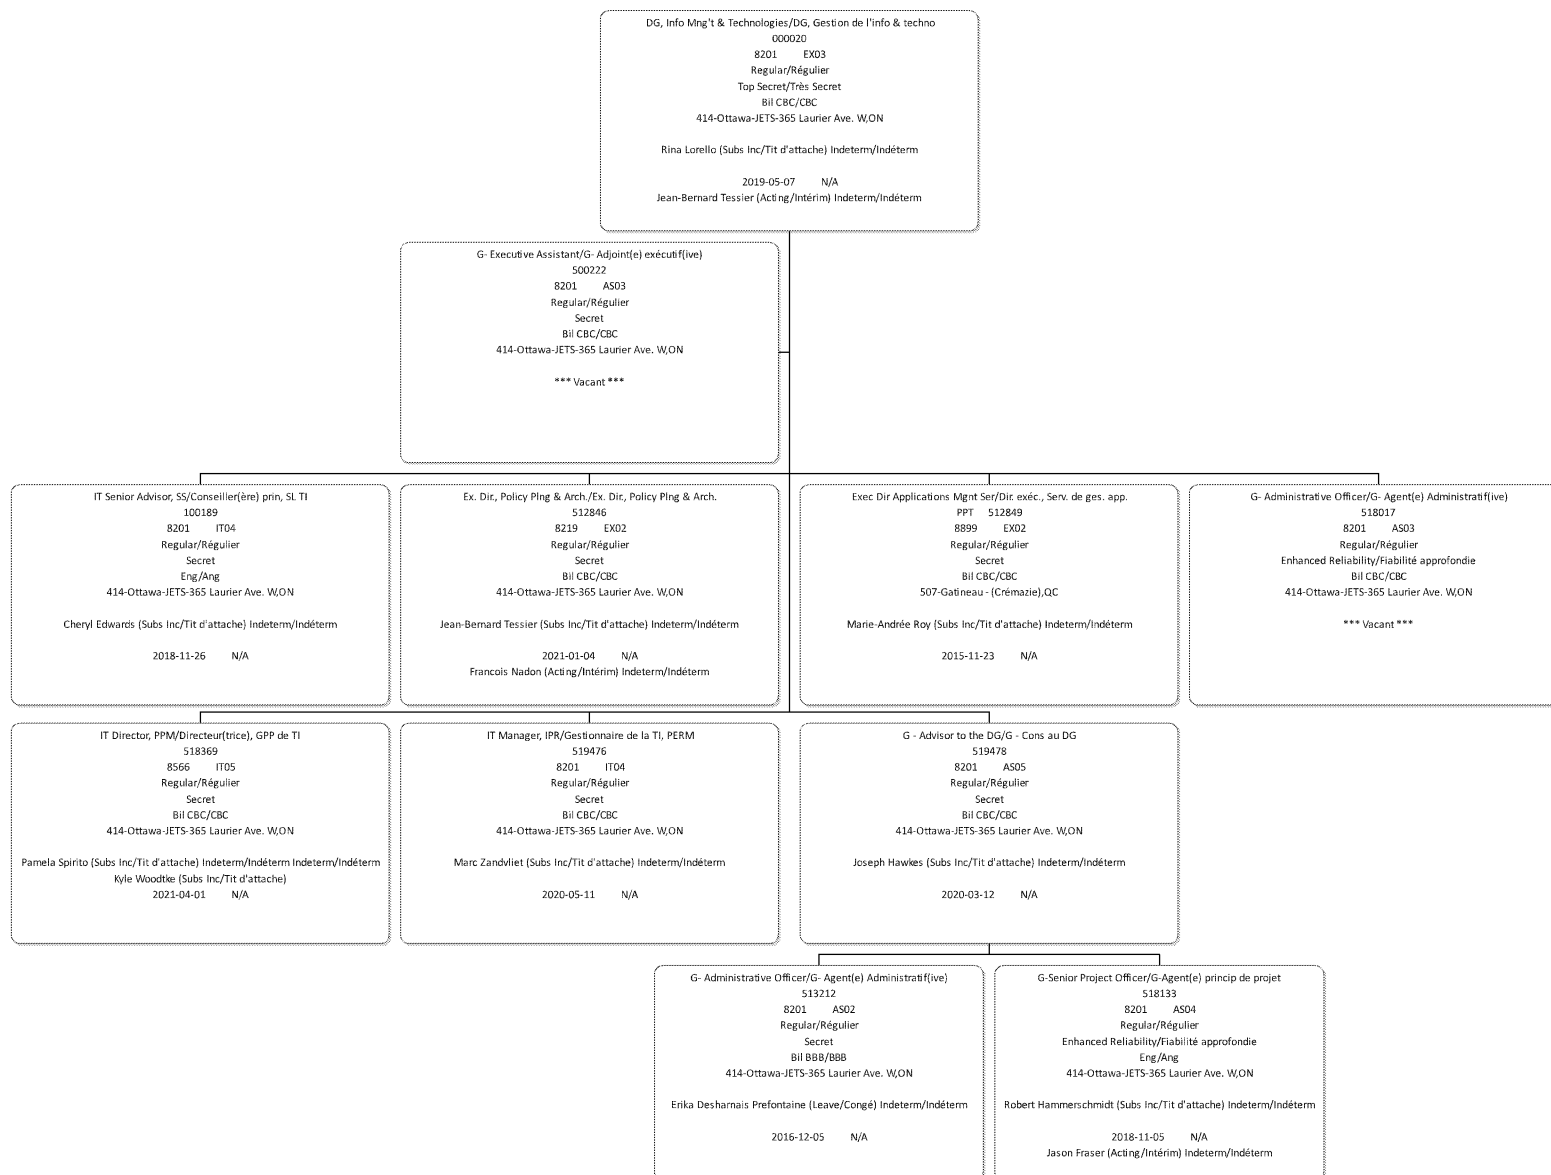 DG, Info Mng't & Technologies/DG, Gestion de l'info & techno
000020
8201 EX03
Regular/Régulier
Top Secret/Très Secret
Bil CBC/CBC
414-Ottawa-JETS-365 Laurier Ave. W,ON
Rina Lorello (Subs Inc/Tit d'attache) Indeterm/Indéterm
2019-05-07 N/A
Jean-Bernard Tessier (Acting/Intérim) Indeterm/Indéterm
G- Executive Assistant/G- Adjoint(e) exécutif(ive)
500222
8201 AS03
Regular/Régulier
Secret
Bil CBC/CBC
414-Ottawa-JETS-365 Laurier Ave. W,ON
*** Vacant ***
IT Senior Advisor, SS/Conseiller(ère) prin, SL TI
100189
8201 IT04
Regular/Régulier
Secret
Eng/Ang
414-Ottawa-JETS-365 Laurier Ave. W,ON
Cheryl Edwards (Subs Inc/Tit d'attache) Indeterm/Indéterm
2018-11-26 N/A
Ex. Dir., Policy Plng & Arch./Ex. Dir., Policy Plng & Arch.
512846
8219 EX02
Regular/Régulier
Secret
Bil CBC/CBC
414-Ottawa-JETS-365 Laurier Ave. W,ON
Jean-Bernard Tessier (Subs Inc/Tit d'attache) Indeterm/Indéterm
2021-01-04 N/A
Francois Nadon (Acting/Intérim) Indeterm/Indéterm
Exec Dir Applications Mgnt Ser/Dir. exéc., Serv. de ges. app.
PPT 512849
8899 EX02
Regular/Régulier
Secret
Bil CBC/CBC
507-Gatineau - (Crémazie),QC
Marie-Andrée Roy (Subs Inc/Tit d'attache) Indeterm/Indéterm
2015-11-23 N/A
G- Administrative Officer/G- Agent(e) Administratif(ive)
518017
8201 AS03
Regular/Régulier
Enhanced Reliability/Fiabilité approfondie
Bil CBC/CBC
414-Ottawa-JETS-365 Laurier Ave. W,ON
*** Vacant ***
IT Director, PPM/Directeur(trice), GPP de TI
518369
8566 IT05
Regular/Régulier
Secret
Bil CBC/CBC
414-Ottawa-JETS-365 Laurier Ave. W,ON
Pamela Spirito (Subs Inc/Tit d'attache) Indeterm/Indéterm Indeterm/Indéterm
Kyle Woodtke (Subs Inc/Tit d'attache)
2021-04-01 N/A
IT Manager, IPR/Gestionnaire de la TI, PERM
519476
8201 IT04
Regular/Régulier
Secret
Bil CBC/CBC
414-Ottawa-JETS-365 Laurier Ave. W,ON
Marc Zandvliet (Subs Inc/Tit d'attache) Indeterm/Indéterm
2020-05-11 N/A
G - Advisor to the DG/G - Cons au DG
519478
8201 AS05
Regular/Régulier
Secret
Bil CBC/CBC
414-Ottawa-JETS-365 Laurier Ave. W,ON
Joseph Hawkes (Subs Inc/Tit d'attache) Indeterm/Indéterm
2020-03-12 N/A
G- Administrative Officer/G- Agent(e) Administratif(ive)
513212
8201 AS02
Regular/Régulier
Secret
Bil BBB/BBB
414-Ottawa-JETS-365 Laurier Ave. W,ON
Erika Desharnais Prefontaine (Leave/Congé) Indeterm/Indéterm
2016-12-05 N/A
G-Senior Project Officer/G-Agent(e) princip de projet
518133
8201 AS04
Regular/Régulier
Enhanced Reliability/Fiabilité approfondie
Eng/Ang
414-Ottawa-JETS-365 Laurier Ave. W,ON
Robert Hammerschmidt (Subs Inc/Tit d'attache) Indeterm/Indéterm
2018-11-05 N/A
Jason Fraser (Acting/Intérim) Indeterm/Indéterm